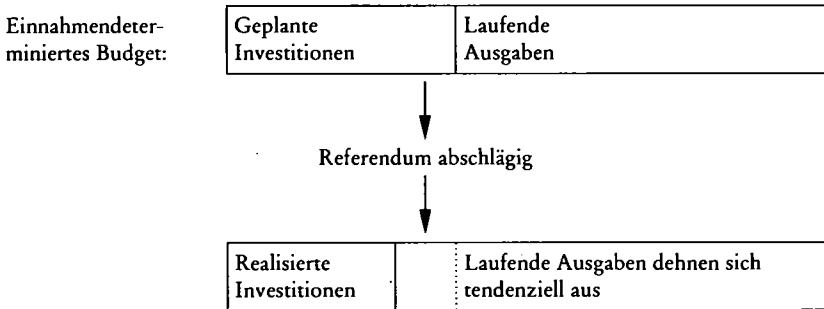 Einnahmendeter-
miniertes Budget:
Geplante
Investitionen
Laufende
Ausgaben
Referendum abschlägig
Realisierte
Investitionen
Laufende Ausgaben dehnen sich
tendenziell aus